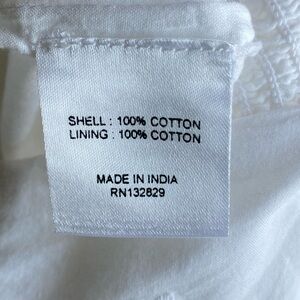 SHELL : 100% COTTON
LINING : 100% COTTON
MADE IN INDIA
RN132829